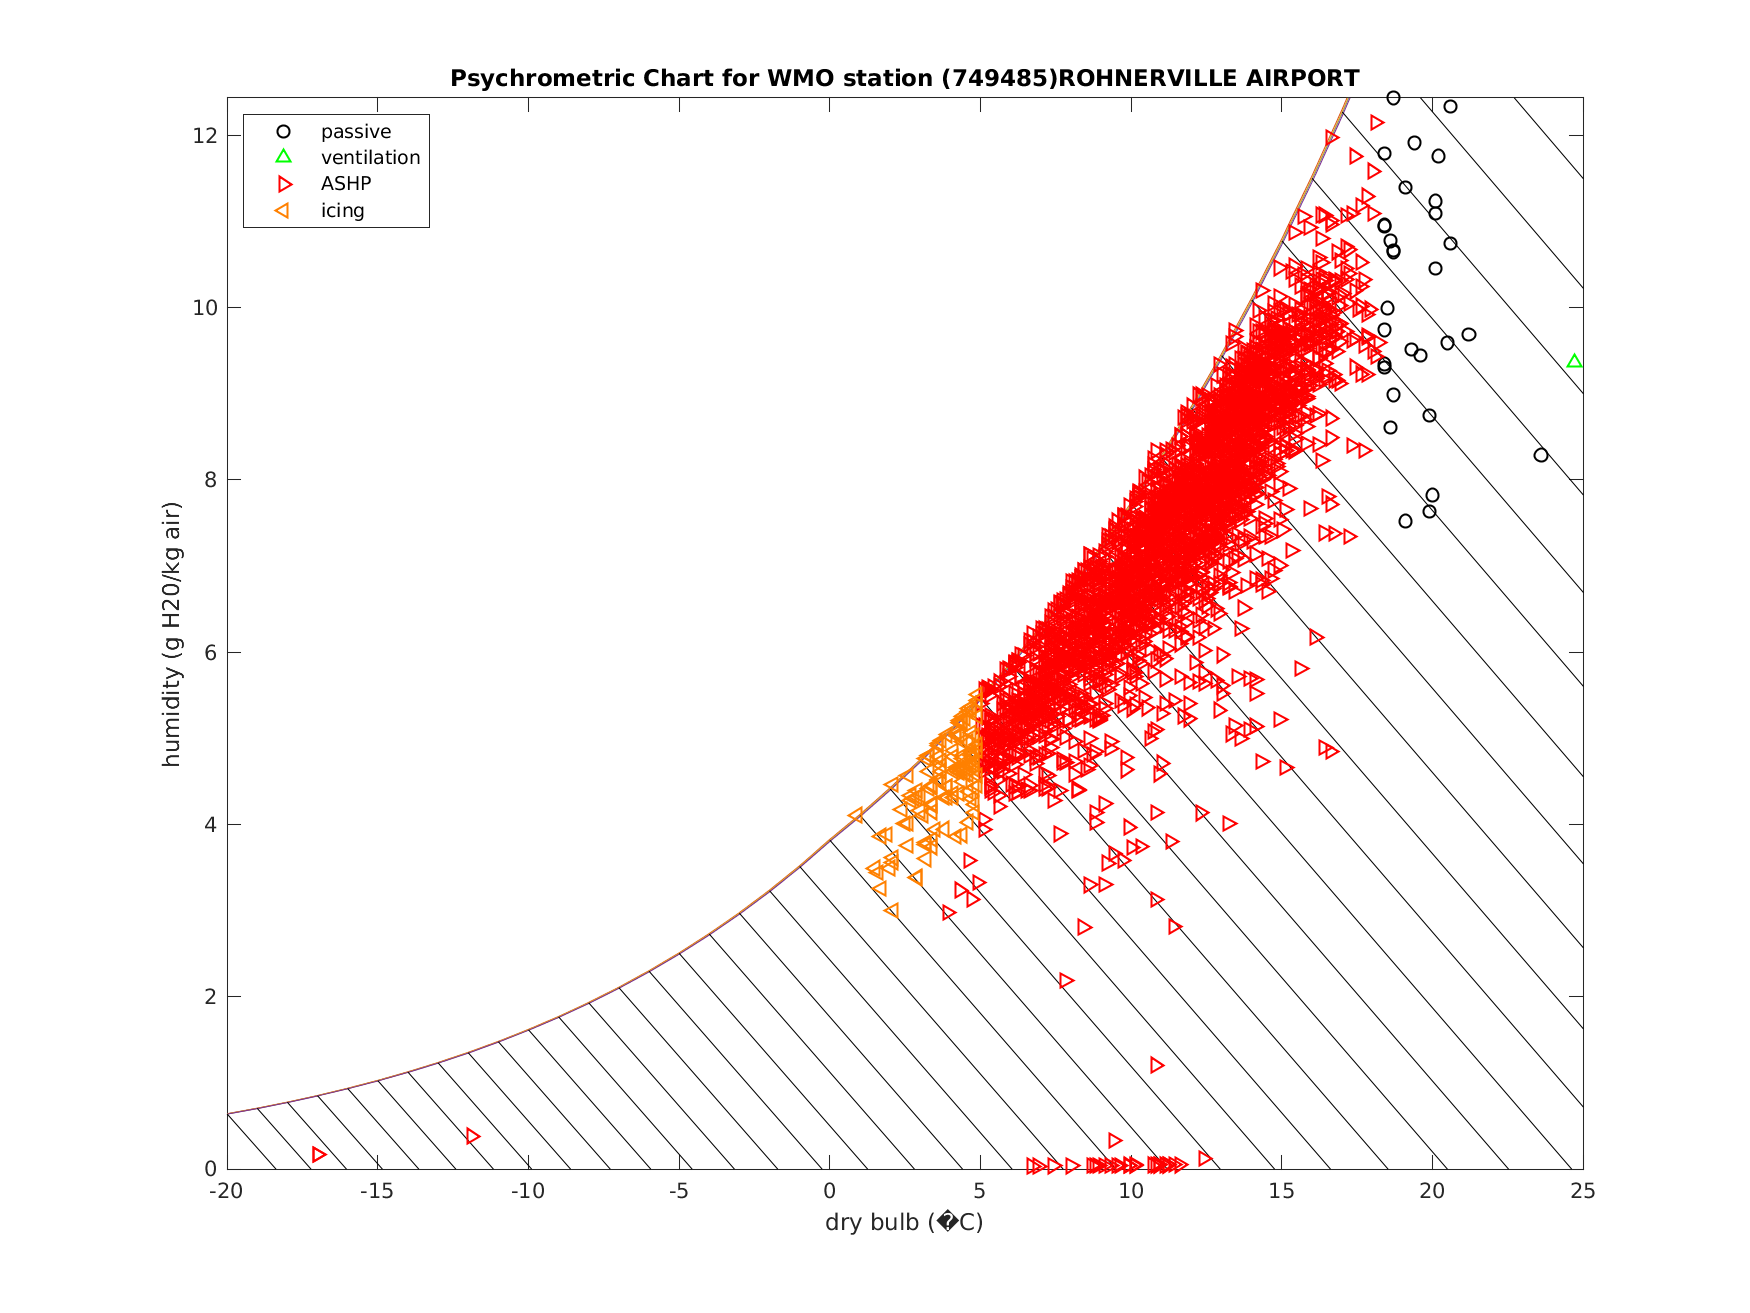 Psychrometric Chart for WMO station (749485)ROHNERVILLE AIRPORT
passive
ventilation
ASHP
icing
humidity (g H20/kg air)
12
10
8
6
4
2
0
-20 -15 -10 -5 0 5 10 15 20 25
dry bulb (�C)